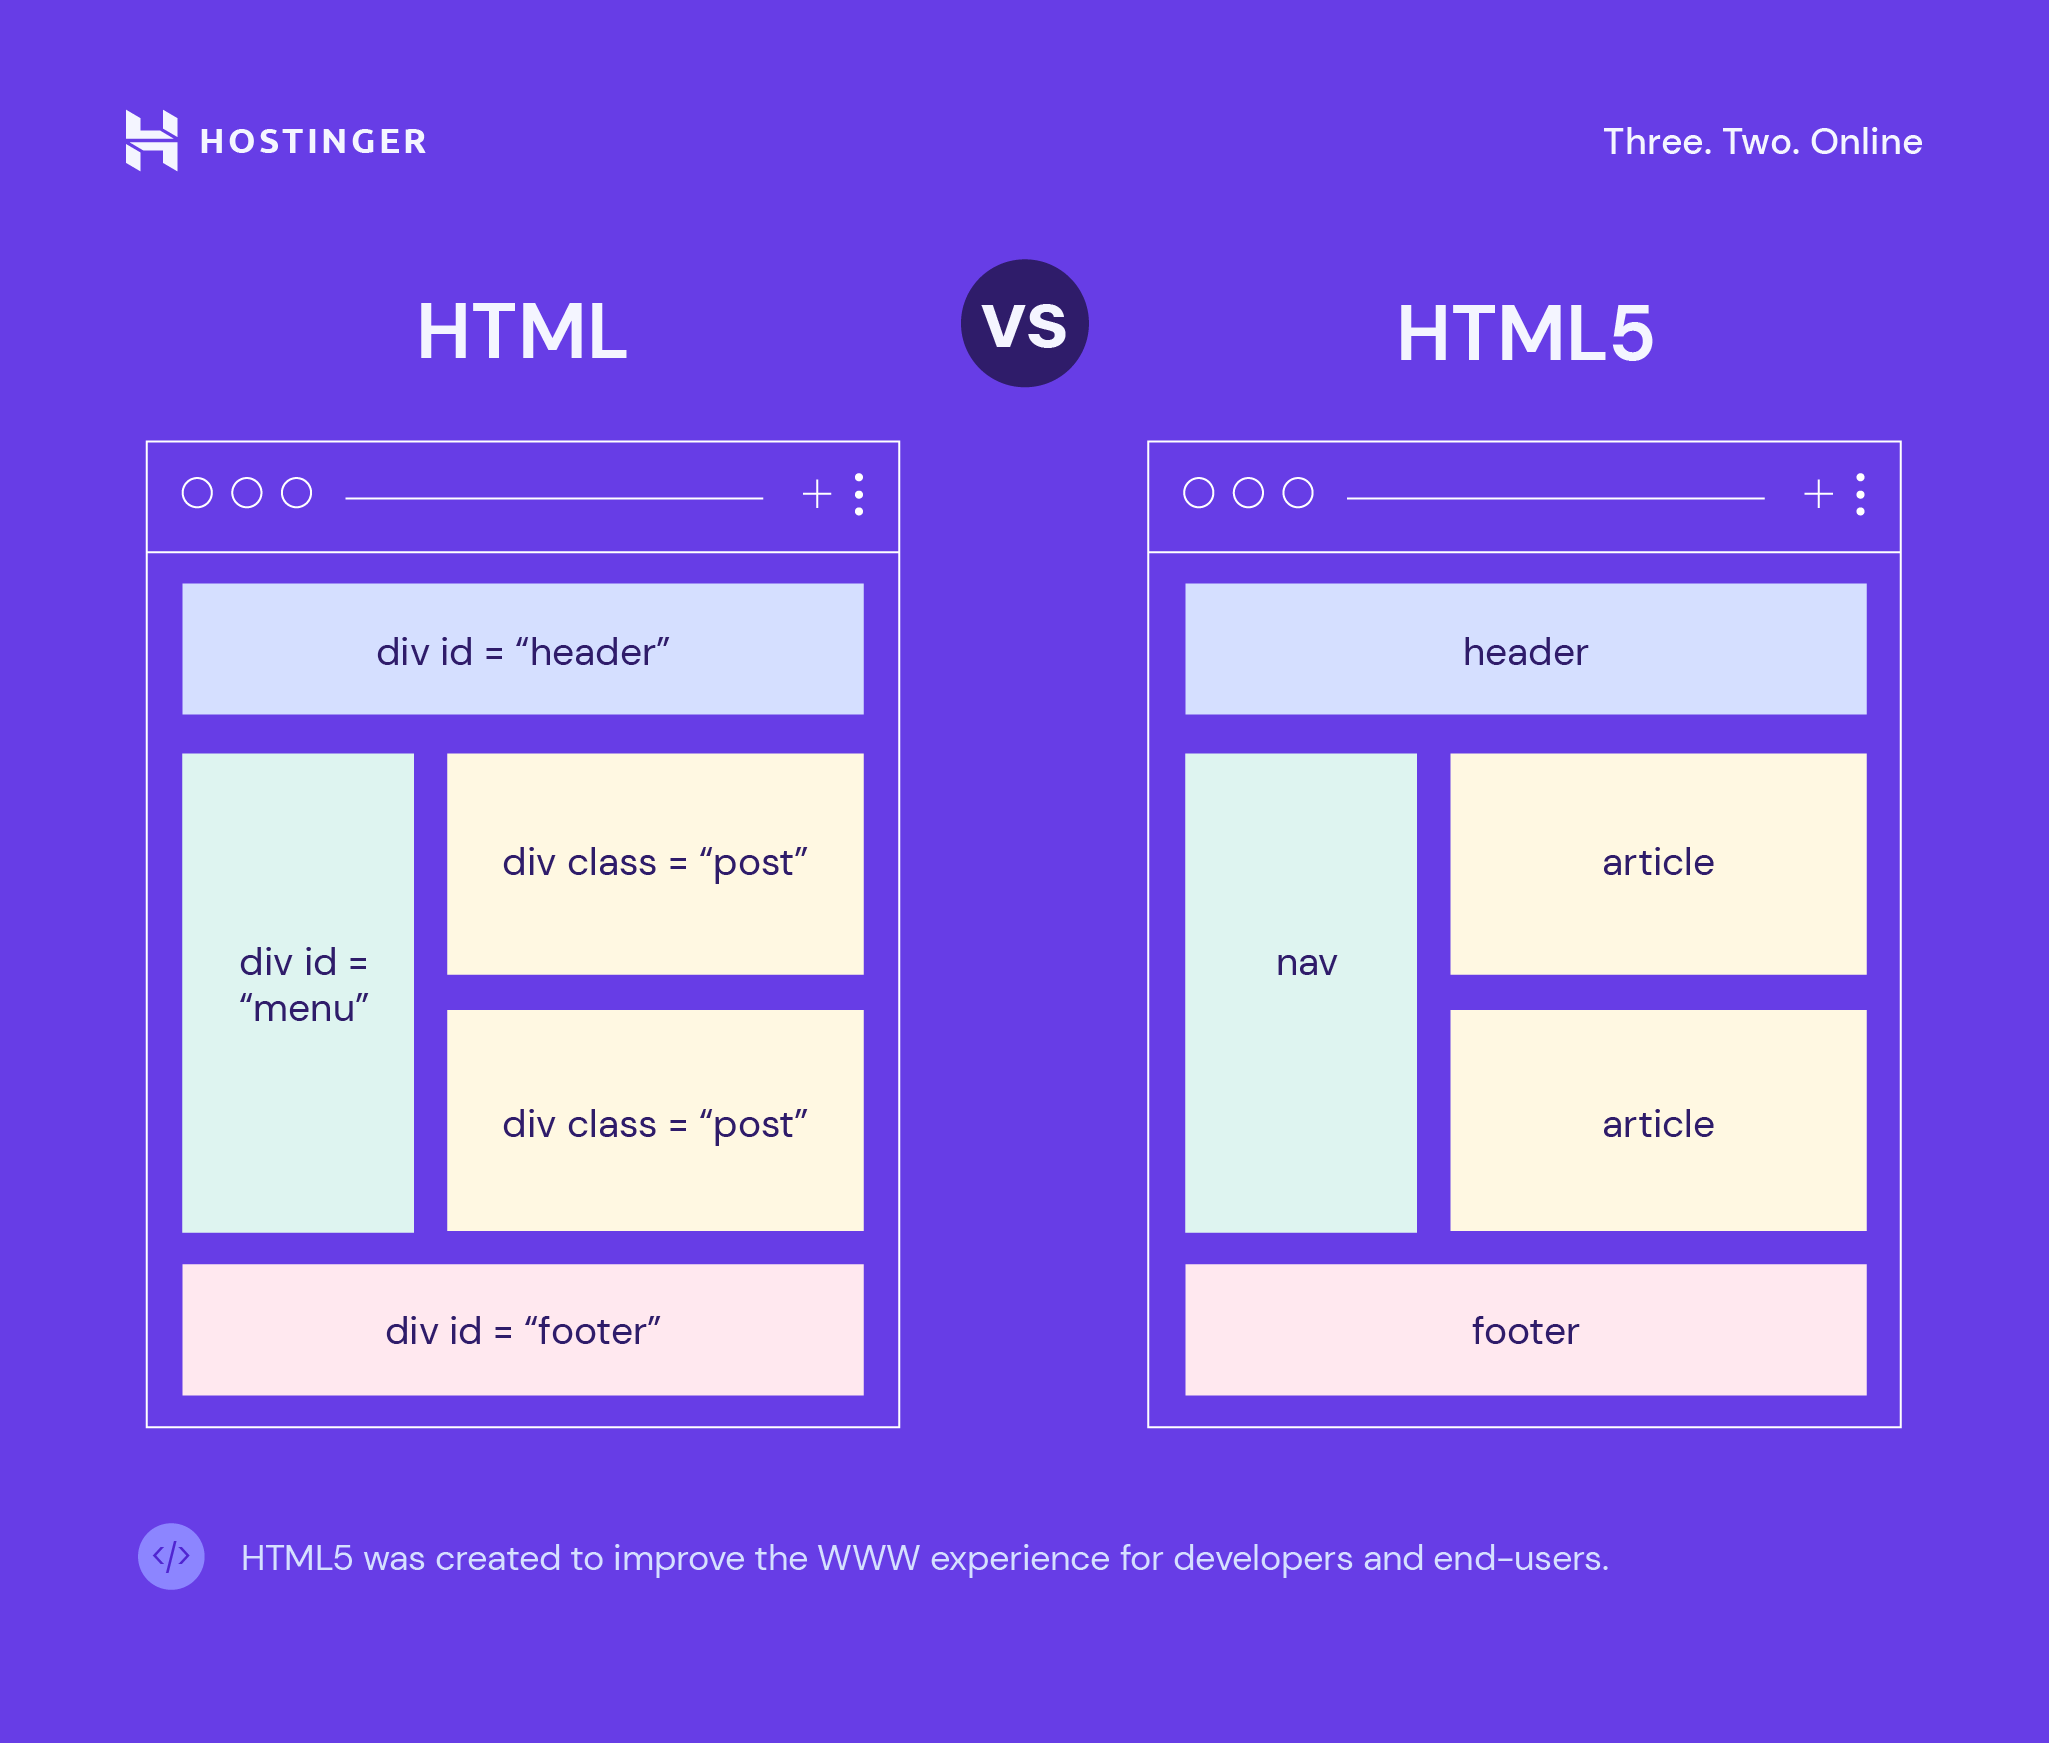 HOSTINGER
Three. Two. Online
HTML
VS
HTML5
div id = “header”
div id =
“menu”
div class = “post”
div class = “post”
div id = “footer”
header
nav
article
article
footer
</>
HTML5 was created to improve the WWW experience for developers and end-users.